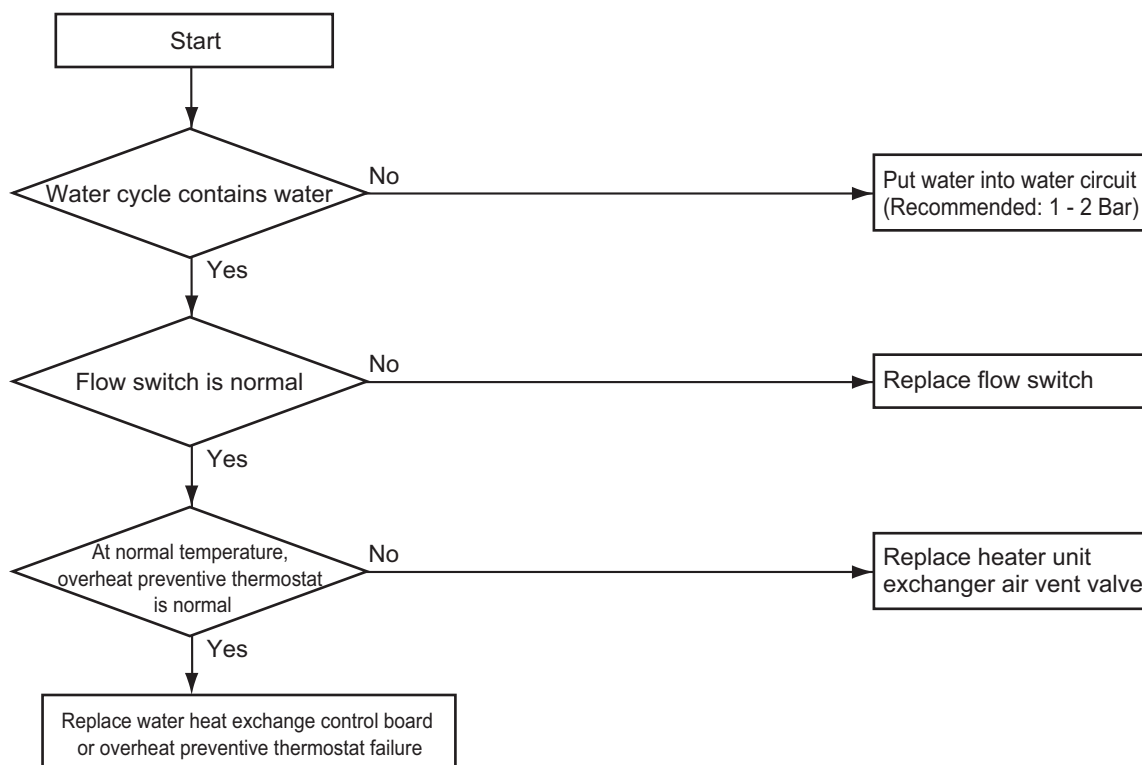 Start
Water cycle contains water
No
Put water into water circuit
(Recommended: 1 - 2 Bar)
Yes
Flow switch is normal
No
Replace flow switch
Yes
At normal temperature,
overheat preventive thermostat
is normal
No
Replace heater unit
exchanger air vent valve
Yes
Replace water heat exchange control board
or overheat preventive thermostat failure